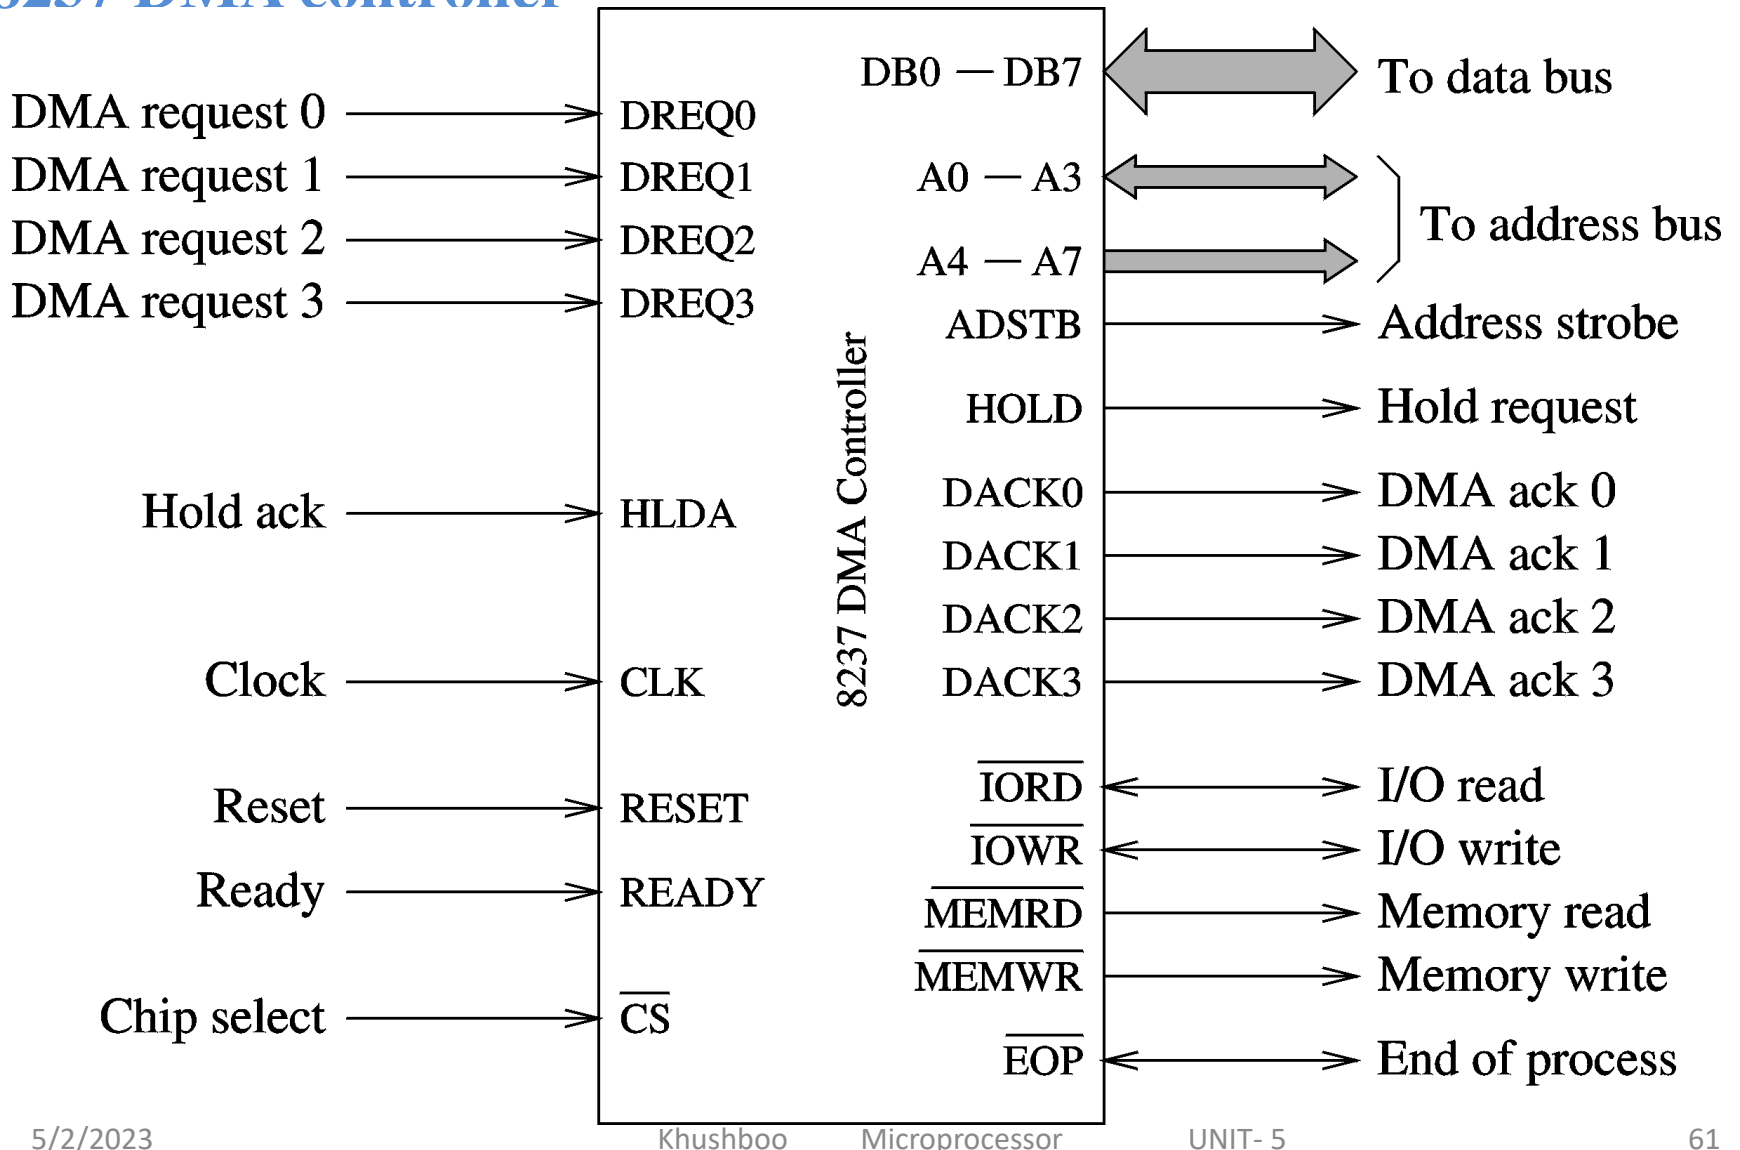 8237 DMA controller
DMA request 0
DMA request 1
DMA request 2
DMA request 3
Hold ack
Clock
Reset
Ready
Chip select
DREQ0
DREQ1
DREQ2
DREQ3
HLDA
CLK
RESET
READY
CS
8237 DMA Controller
DB0 — DB7
A0 — A3
A4 — A7
ADSTB
HOLD
DACK0
DACK1
DACK2
DACK3
IORD
IOWR
MEMRD
MEMWR
EOP
To data bus
To address bus
Address strobe
Hold request
DMA ack 0
DMA ack 1
DMA ack 2
DMA ack 3
I/O read
I/O write
Memory read
Memory write
End of process
5/2/2023 Khushboo Microprocessor UNIT- 5 61